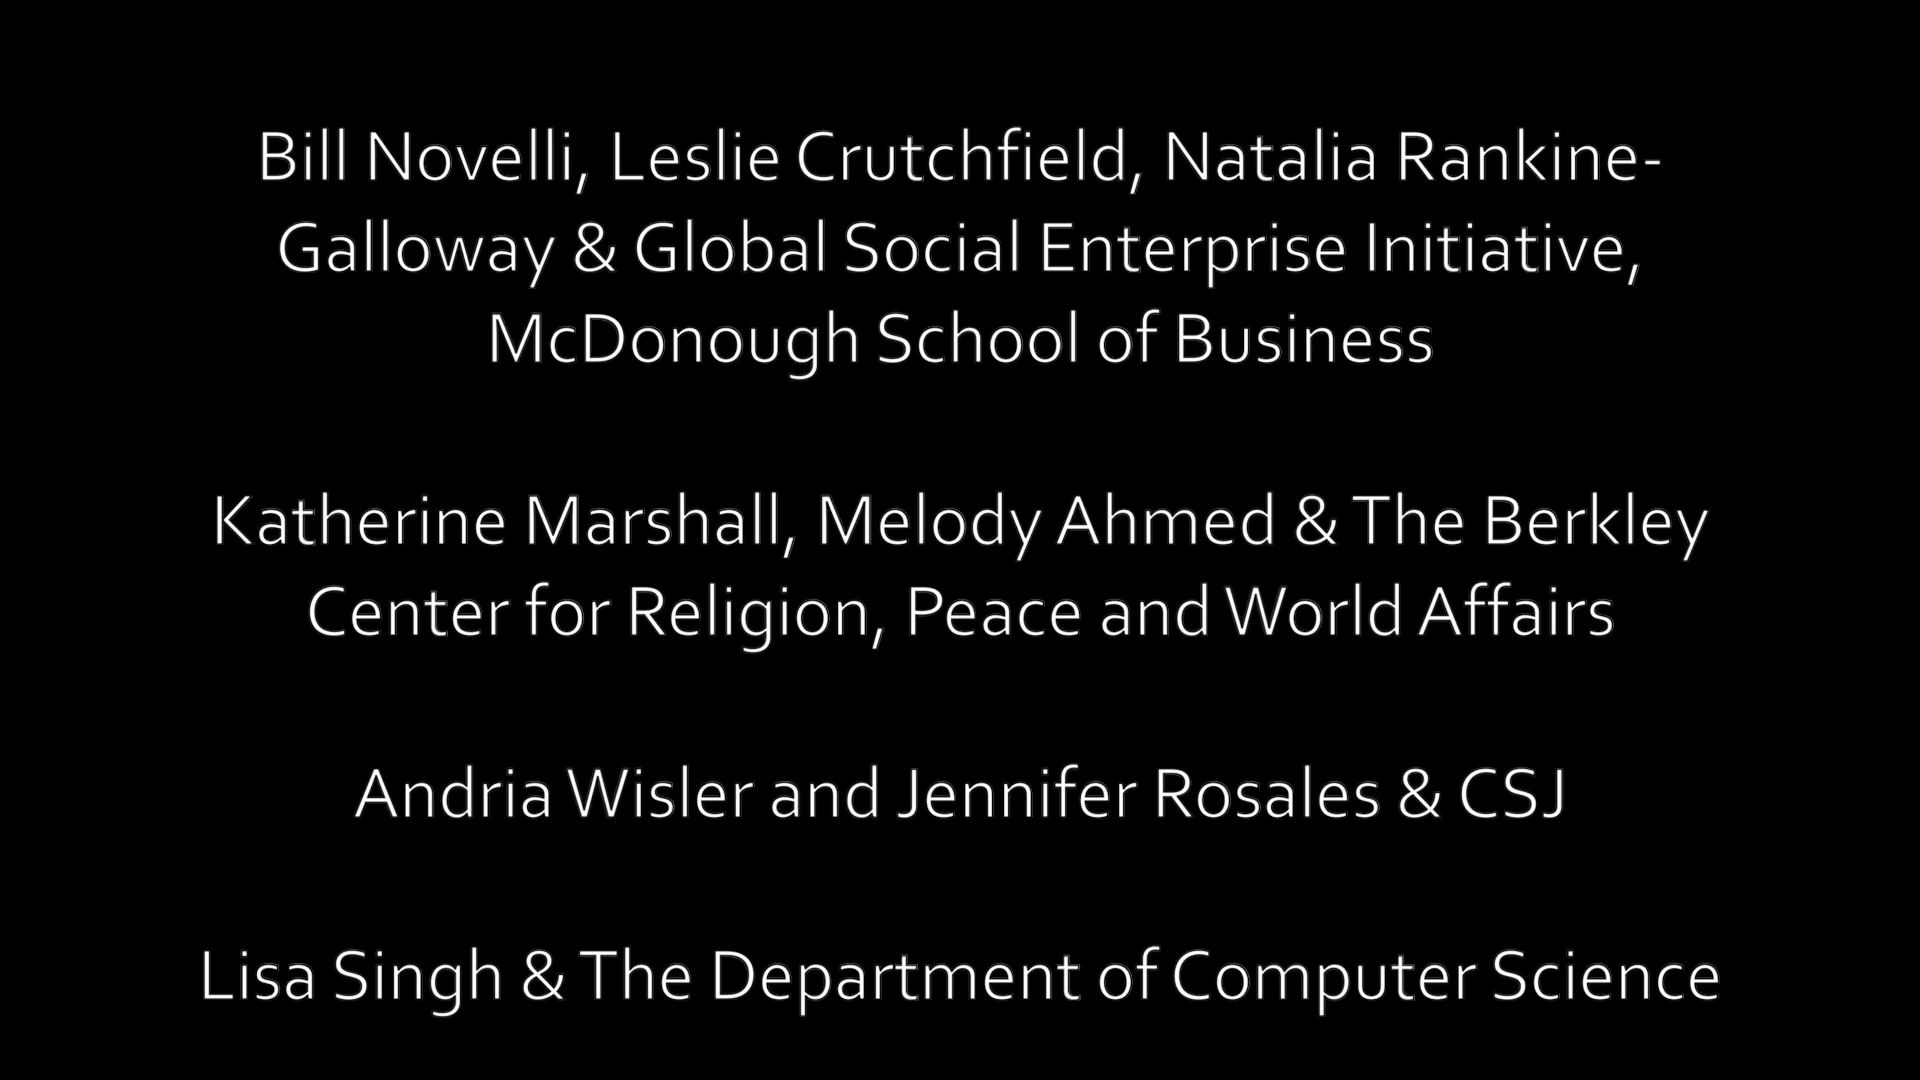 Bill Novelli, Leslie Crutchfield, Natalia Rankine-
Galloway & Global Social Enterprise Initiative,
McDonough School of Business
Katherine Marshall, Melody Ahmed & The Berkley
Center for Religion, Peace and World Affairs
Andria Wisler and Jennifer Rosales & CSJ
Lisa Singh & The Department of Computer Science